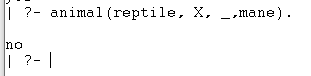 | ?- animal(reptile, X, _,mane).
no
| ?-